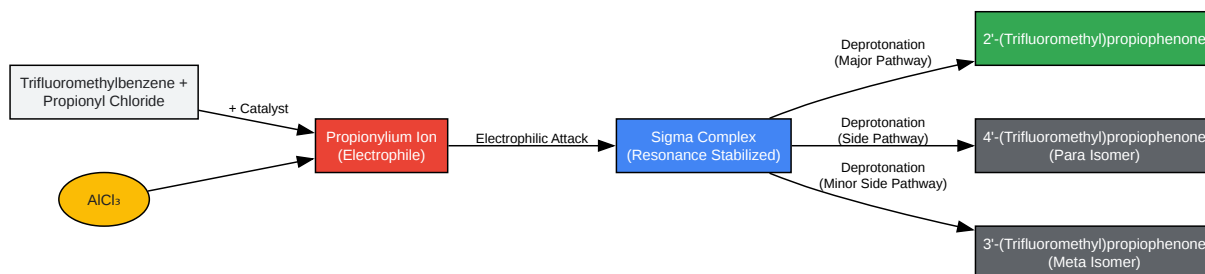 Trifluoromethylbenzene +
Propionyl Chloride
AlCl₃
+ Catalyst
Propionylium Ion
(Electrophile)
Electrophilic Attack
Sigma Complex
(Resonance Stabilized)
Deprotonation
(Major Pathway)
Deprotonation
(Side Pathway)
Deprotonation
(Minor Side Pathway)
2'-(Trifluoromethyl)propiophenone
4'-(Trifluoromethyl)propiophenone
(Para Isomer)
3'-(Trifluoromethyl)propiophenone
(Meta Isomer)